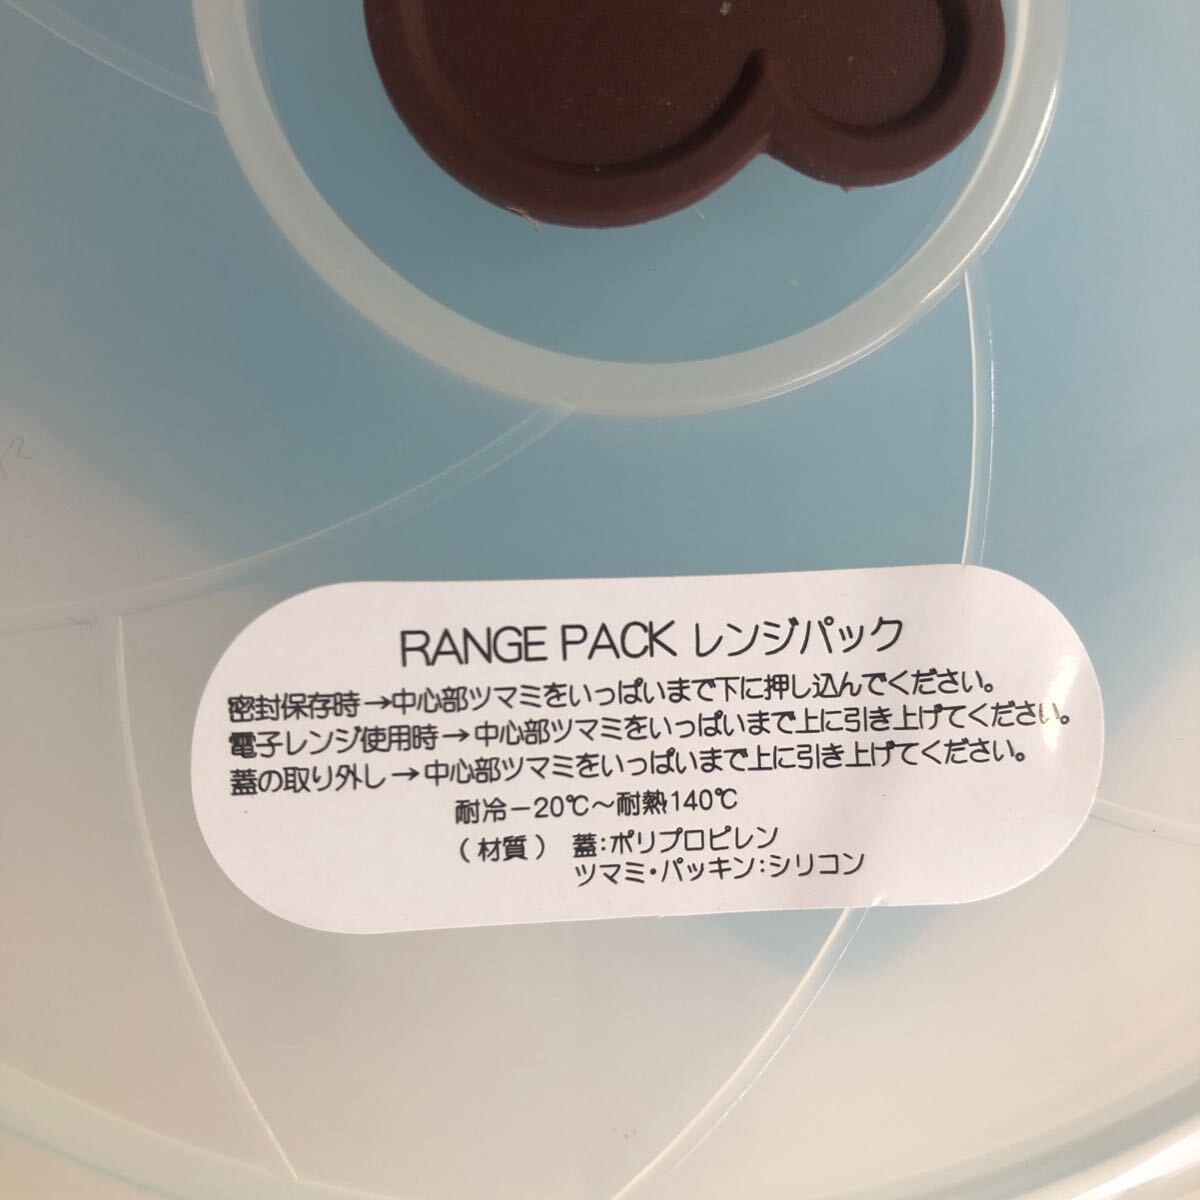 RANGE PACK レンジパック
密封保存時→中心部ツマミをいっぱいまで下に押し込んでください。
電子レンジ使用時→中心部ツマミをいっぱいまで上に引き上げてください。
蓋の取り外し→中心部ツマミをいっぱいまで上に引き上げてください。
耐冷－20℃～耐熱140℃
(材質) 蓋:ポリプロピレン
ツマミ・パッキン:シリコン